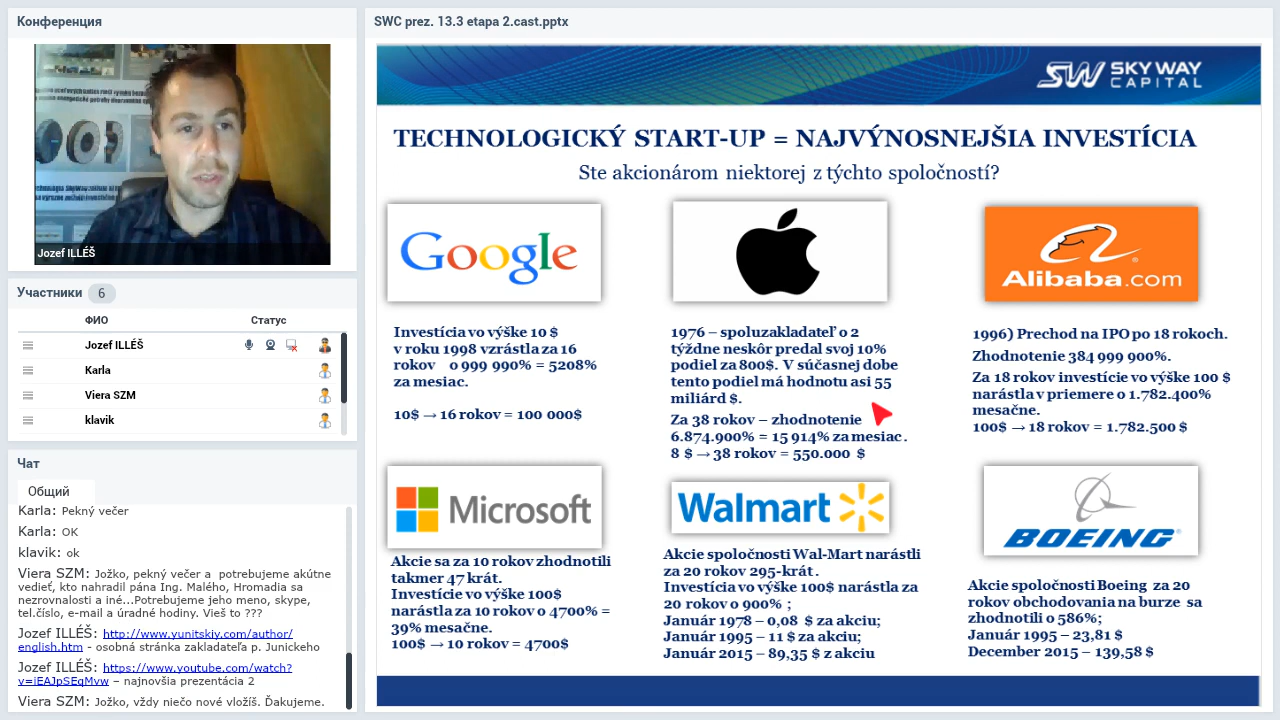 Конференция
Jozef ILLÉŠ
Участники 6
ФИО Статус
Jozef ILLÉŠ
Karla
Viera SZM
klavik
Чат
Общий
Karla: Pekný večer
Karla: OK
klavik: ok
Viera SZM: Jožko, pekný večer a potrebujeme akútne
vedieť, kto nahradil pána Ing. Malého, Hromadia sa
nezrovnalosti a iné...Potrebujeme jeho meno, skype,
tel.číslo, e-mail a úradné hodiny. Vieš to ???
Jozef ILLÉŠ: http://www.yunitskiy.com/author/
english.htm - osobná stránka zakladateľa p. Junickeho
Jozef ILLÉŠ: https://www.youtube.com/watch?
v=iEAJpSEqMvw – najnovšia prezentácia 2
Viera SZM: Jožko, vždy niečo nové vložíš. Ďakujeme.
SWC prez. 13.3 etapa 2.cast.pptx
SW SKY WAY
CAPITAL
TECHNOLOGICKÝ START-UP = NAJVÝNOSNEJŠIA INVESTÍCIA
Ste akcionárom niektorej z týchto spoločností?
Google
Investícia vo výške 10 $
v roku 1998 vzrástla za 16
rokov o 999 990% = 5208%
za mesiac.
10$ → 16 rokov = 100 000$
1976 – spoluzakladateľ o 2
týždne neskôr predal svoj 10%
podiel za 800$. V súčasnej dobe
tento podiel má hodnotu asi 55
miliárd $.
Za 38 rokov – zhodnotenie
6.874.900% = 15 914% za mesiac.
8 $ → 38 rokov = 550.000 $
Alibaba.com
1996) Prechod na IPO po 18 rokoch.
Zhodnotenie 384 999 900%.
Za 18 rokov investície vo výške 100 $
narástla v priemere o 1.782.400%
mesačne.
100$ → 18 rokov = 1.782.500 $
Microsoft
Akcie sa za 10 rokov zhodnotili
takmer 47 krát.
Investície vo výške 100$
narástla za 10 rokov o 4700% =
39% mesačne.
100$ → 10 rokov = 4700$
Walmart
Akcie spoločnosti Wal-Mart narástli
za 20 rokov 295-krát.
Investícia vo výške 100$ narástla za
20 rokov o 900% ;
Január 1978 – 0,08 $ za akciu;
Január 1995 – 11 $ za akciu;
Január 2015 – 89,35 $ z akciu
BOEING
Akcie spoločnosti Boeing za 20
rokov obchodovania na burze sa
zhodnotili o 586%;
Január 1995 – 23,81 $
December 2015 – 139,58 $